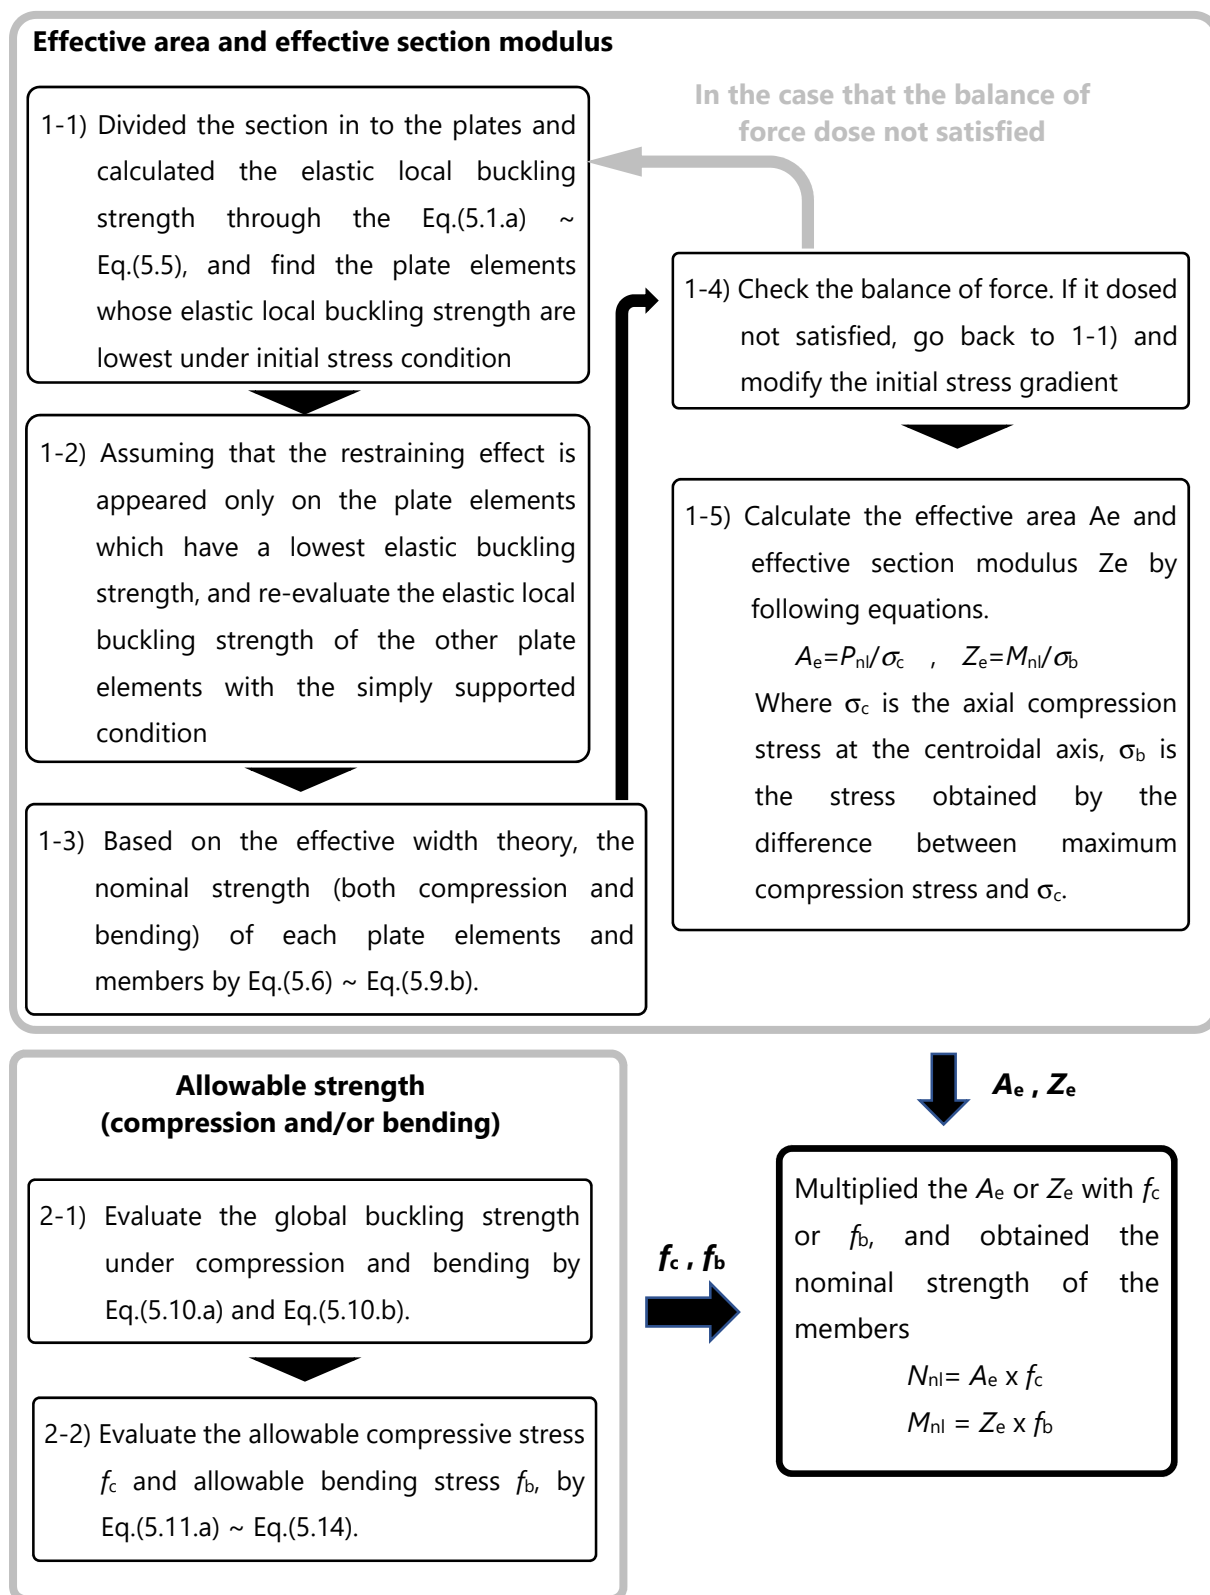 Effective area and effective section modulus
1-1) Divided the section in to the plates and
calculated the elastic local buckling
strength through the Eq.(5.1.a) ~
Eq.(5.5), and find the plate elements
whose elastic local buckling strength are
lowest under initial stress condition
1-2) Assuming that the restraining effect is
appeared only on the plate elements
which have a lowest elastic buckling
strength, and re-evaluate the elastic local
buckling strength of the other plate
elements with the simply supported
condition
1-3) Based on the effective width theory, the
nominal strength (both compression and
bending) of each plate elements and
members by Eq.(5.6) ~ Eq.(5.9.b).
In the case that the balance of
force dose not satisfied
1-4) Check the balance of force. If it dosed
not satisfied, go back to 1-1) and
modify the initial stress gradient
1-5) Calculate the effective area Ae and
effective section modulus Ze by
following equations.
Ae=Pnl/σc , Ze=Mnl/σb
Where σc is the axial compression
stress at the centroidal axis, σb is
the stress obtained by the
difference between maximum
compression stress and σc.
Allowable strength
(compression and/or bending)
2-1) Evaluate the global buckling strength
under compression and bending by
Eq.(5.10.a) and Eq.(5.10.b).
2-2) Evaluate the allowable compressive stress
fc and allowable bending stress fb, by
Eq.(5.11.a) ~ Eq.(5.14).
fc , fb
Ae , Ze
Multiplied the Ae or Ze with fc
or fb, and obtained the
nominal strength of the
members
Nnl= Ae x fc
Mnl = Ze x fb